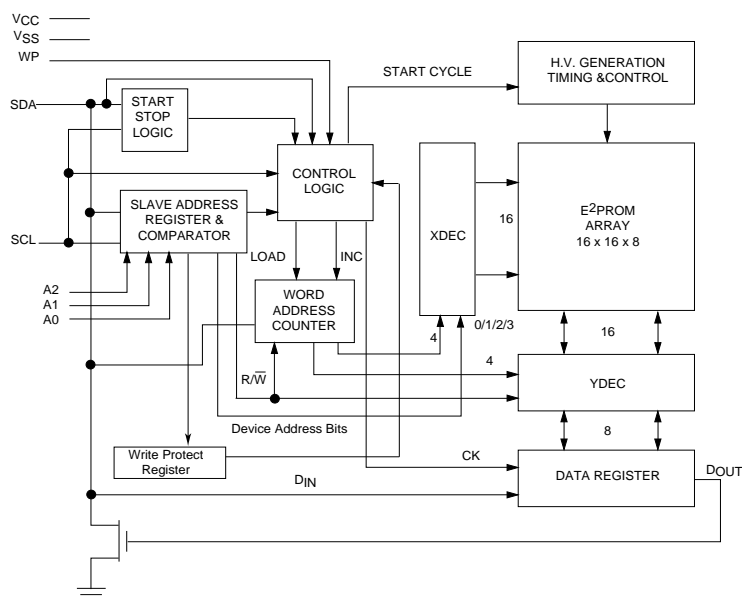 VCC
VSS
WP
SDA
START
STOP
LOGIC
START CYCLE
H.V. GENERATION
TIMING &CONTROL
CONTROL
LOGIC
SLAVE ADDRESS
REGISTER &
COMPARATOR
SCL
XDEC
16
E2PROM
ARRAY
16 x 16 x 8
LOAD
INC
A2
A1
A0
WORD
ADDRESS
COUNTER
0/1/2/3
4
16
R/W̅
4
YDEC
Device Address Bits
8
Write Protect
Register
CK
DIN
DATA REGISTER
DOUT